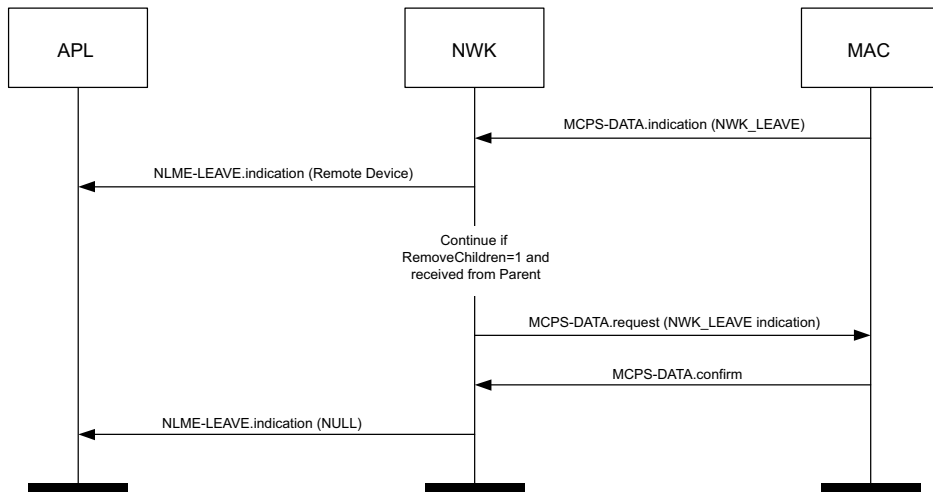 APL
NWK
MAC
MCPS-DATA.indication (NWK_LEAVE)
NLME-LEAVE.indication (Remote Device)
Continue if
RemoveChildren=1 and
received from Parent
MCPS-DATA.request (NWK_LEAVE indication)
MCPS-DATA.confirm
NLME-LEAVE.indication (NULL)